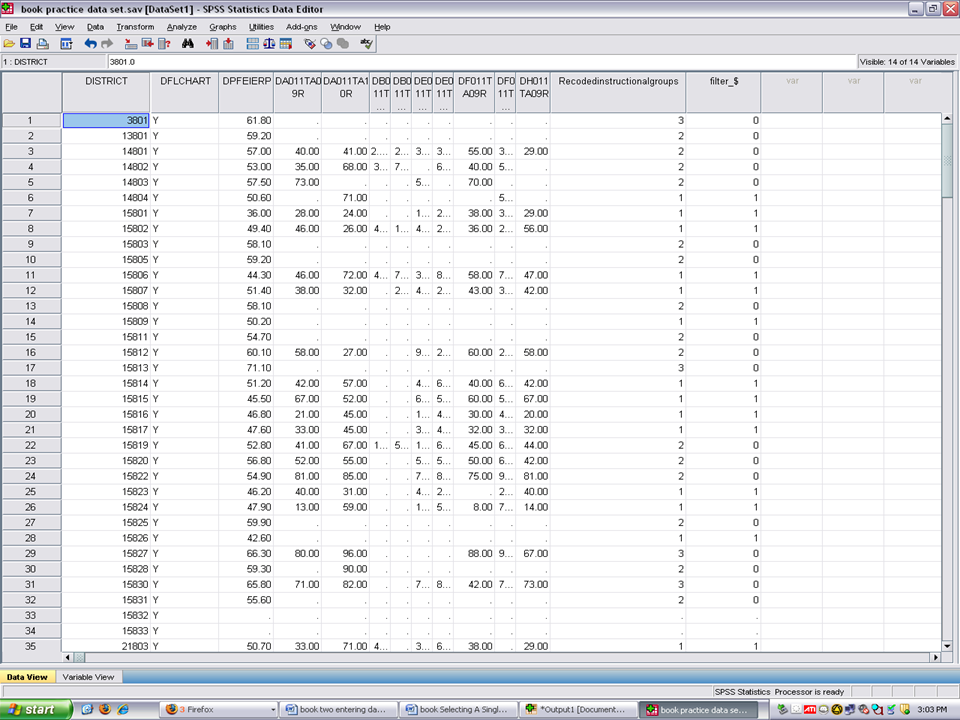 book practice data set.sav [DataSet1] - SPSS Statistics Data Editor
File Edit View Data Transform Analyze Graphs Utilities Add-ons Window Help
1 : DISTRICT 3801.0 Visible: 14 of 14 Variables
DISTRICT DFLCHART DPFEIERP DA011TA09R DA011TA10R DB011T... DB011T... DE011T... DE011T... DF011TA09R DF011T... DH011TA09R Recodedinstructionalgroups filter_$ var var var
1 3801 Y 61.80 . . . . . . . . . 3 0
2 13801 Y 59.20 . . . . . . . . . 2 0
3 14801 Y 57.00 40.00 41.00 2.... 2... 3... 3... 55.00 3... 29.00 2 0
4 14802 Y 53.00 35.00 68.00 3... 7... . 6... 40.00 5... . 2 0
5 14803 Y 57.50 73.00 . . . 5... . 70.00 . . 2 0
6 14804 Y 50.60 . 71.00 . . . . . 5... . 1 1
7 15801 Y 36.00 28.00 24.00 . . 1... 2... 38.00 3... 29.00 1 1
8 15802 Y 49.40 46.00 26.00 4... 1... 4... 2... 36.00 2... 56.00 1 1
9 15803 Y 58.10 . . . . . . . . . 2 0
10 15805 Y 59.20 . . . . . . . . . 2 0
11 15806 Y 44.30 46.00 72.00 4... 7... 3... 8... 58.00 7... 47.00 1 1
12 15807 Y 51.40 38.00 32.00 . 2... 4... 2... 43.00 3... 42.00 1 1
13 15808 Y 58.10 . . . . . . . . . 2 0
14 15809 Y 50.20 . . . . . . . . . 1 1
15 15811 Y 54.70 . . . . . . . . . 2 0
16 15812 Y 60.10 58.00 27.00 . . 9... 2... 60.00 2... 58.00 2 0
17 15813 Y 71.10 . . . . . . . . . 3 0
18 15814 Y 51.20 42.00 57.00 . . 4... 6... 40.00 6... 42.00 1 1
19 15815 Y 45.50 67.00 52.00 . . 6... 5... 60.00 5... 67.00 1 1
20 15816 Y 46.80 21.00 45.00 . . 1... 4... 30.00 4... 20.00 1 1
21 15817 Y 47.60 33.00 45.00 . . 3... 4... 32.00 3... 32.00 1 1
22 15819 Y 52.80 41.00 67.00 1... 5... 1... 6... 45.00 6... 44.00 2 0
23 15820 Y 56.80 52.00 55.00 . . 5... 5... 50.00 6... 42.00 2 0
24 15822 Y 54.90 81.00 85.00 . . 7... 8... 75.00 9... 81.00 2 0
25 15823 Y 46.20 40.00 31.00 . . 4... 2... . 2... 40.00 1 1
26 15824 Y 47.90 13.00 59.00 . . 1... 5... 8.00 7... 14.00 1 1
27 15825 Y 59.90 . . . . . . . . . 2 0
28 15826 Y 42.60 . . . . . . . . . 1 1
29 15827 Y 66.30 80.00 96.00 . . . . 88.00 9... 67.00 3 0
30 15828 Y 59.30 . 90.00 . . . . . . . 2 0
31 15830 Y 65.80 71.00 82.00 . . 7... 8... 42.00 7... 73.00 3 0
32 15831 Y 55.60 . . . . . . . . . 2 0
33 15832 Y . . . . . . . . . . . .
34 15833 Y . . . . . . . . . . . .
35 21803 Y 50.70 33.00 71.00 4... . 3... 6... 38.00 . 29.00 1 1
Data View Variable View
SPSS Statistics Processor is ready
start 3 Firefox book two entering da... book Selecting A Singl... *Output1 [Document... book practice data se... ATI 3:03 PM